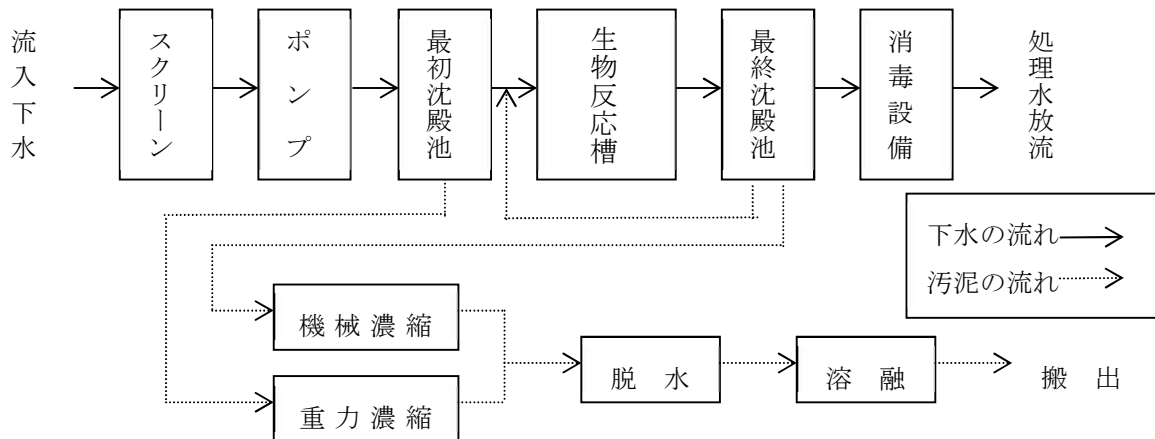 流入下水
スクリーン
ポンプ
最初沈殿池
生物反応槽
最終沈殿池
消毒設備
処理水放流
下水の流れ
汚泥の流れ
機械濃縮
重力濃縮
脱水
溶融
搬出